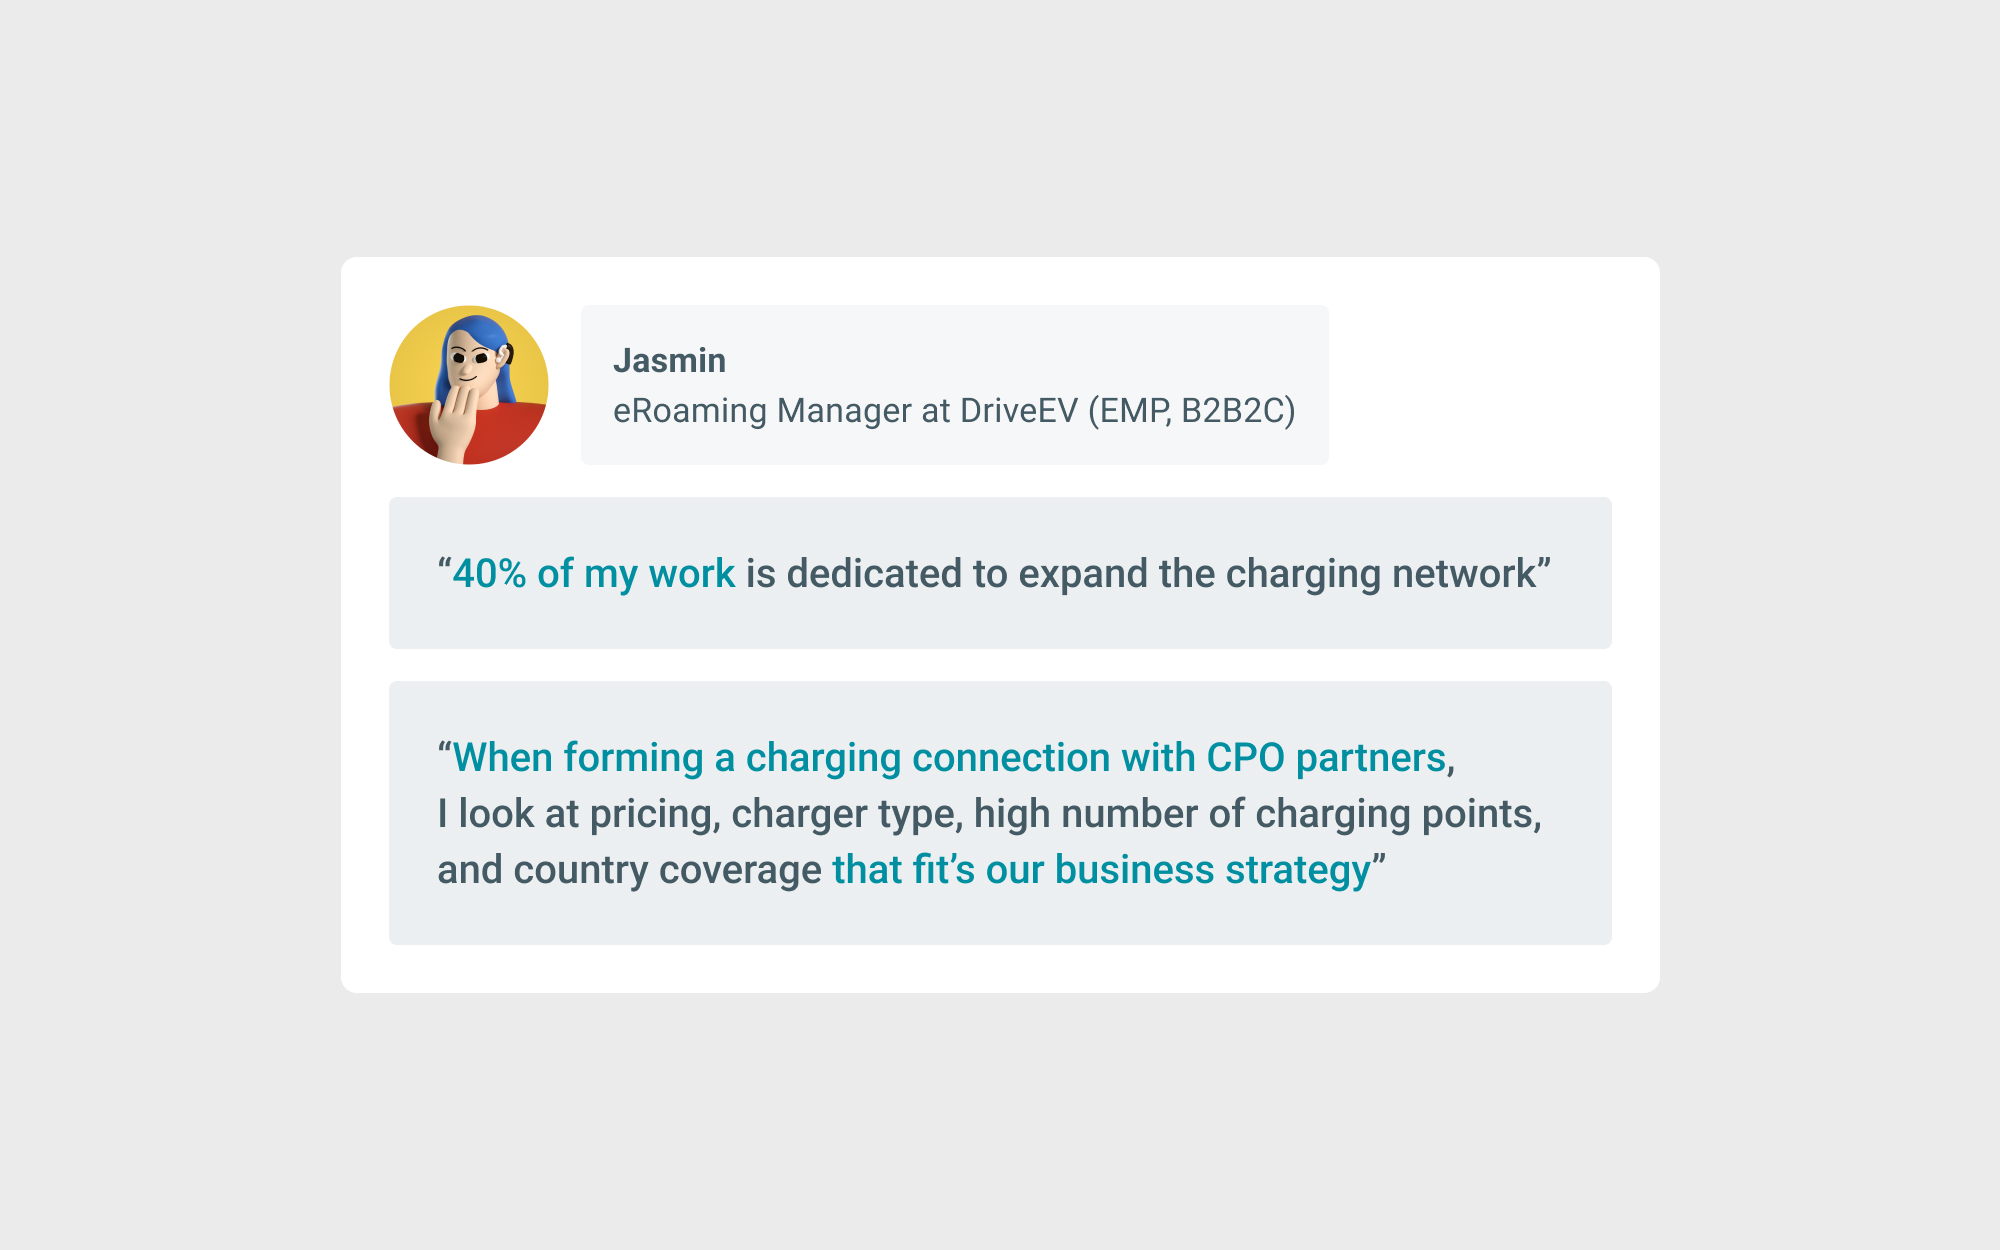 Jasmin
eRoaming Manager at DriveEV (EMP, B2B2C)
“40% of my work is dedicated to expand the charging network”
“When forming a charging connection with CPO partners,
I look at pricing, charger type, high number of charging points,
and country coverage that fit’s our business strategy”